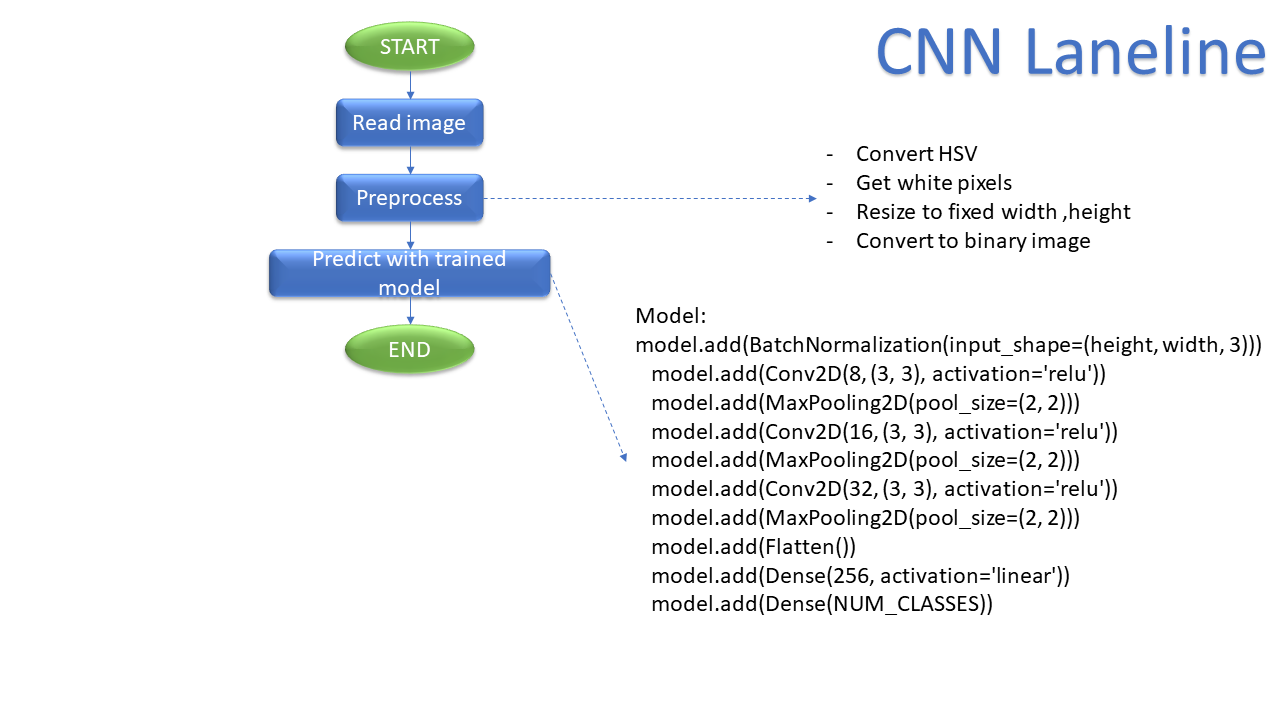 CNN Laneline
START
Read image
Preprocess
Predict with trained
model
END
- Convert HSV
- Get white pixels
- Resize to fixed width ,height
- Convert to binary image
Model:
model.add(BatchNormalization(input_shape=(height, width, 3)))
model.add(Conv2D(8, (3, 3), activation='relu'))
model.add(MaxPooling2D(pool_size=(2, 2)))
model.add(Conv2D(16, (3, 3), activation='relu'))
model.add(MaxPooling2D(pool_size=(2, 2)))
model.add(Conv2D(32, (3, 3), activation='relu'))
model.add(MaxPooling2D(pool_size=(2, 2)))
model.add(Flatten())
model.add(Dense(256, activation='linear'))
model.add(Dense(NUM_CLASSES))